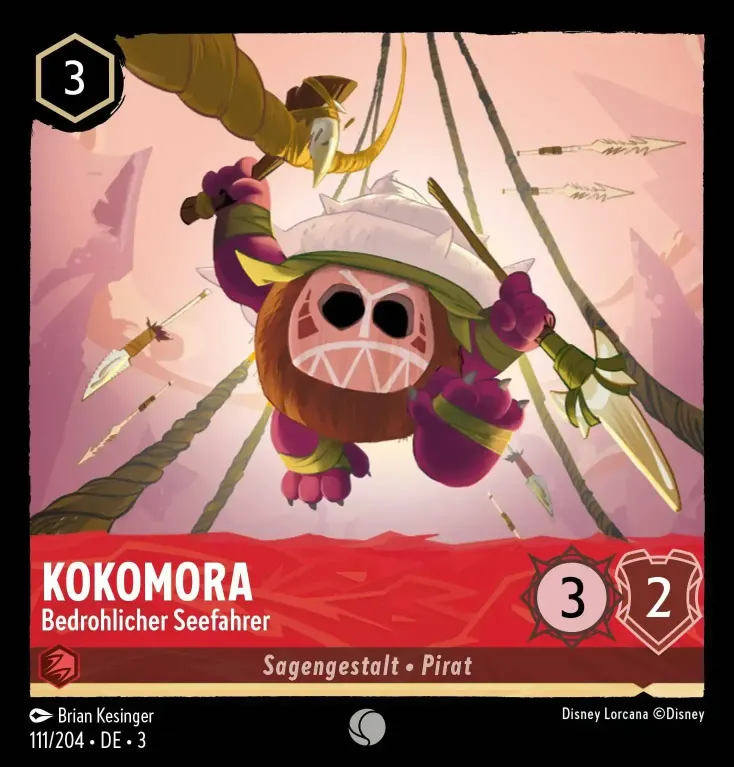 3
KOKOMORA
Bedrohlicher Seefahrer
3 2
Sagengestalt • Pirat
Brian Kesinger
Disney Lorcana ©Disney
111/204 • DE • 3